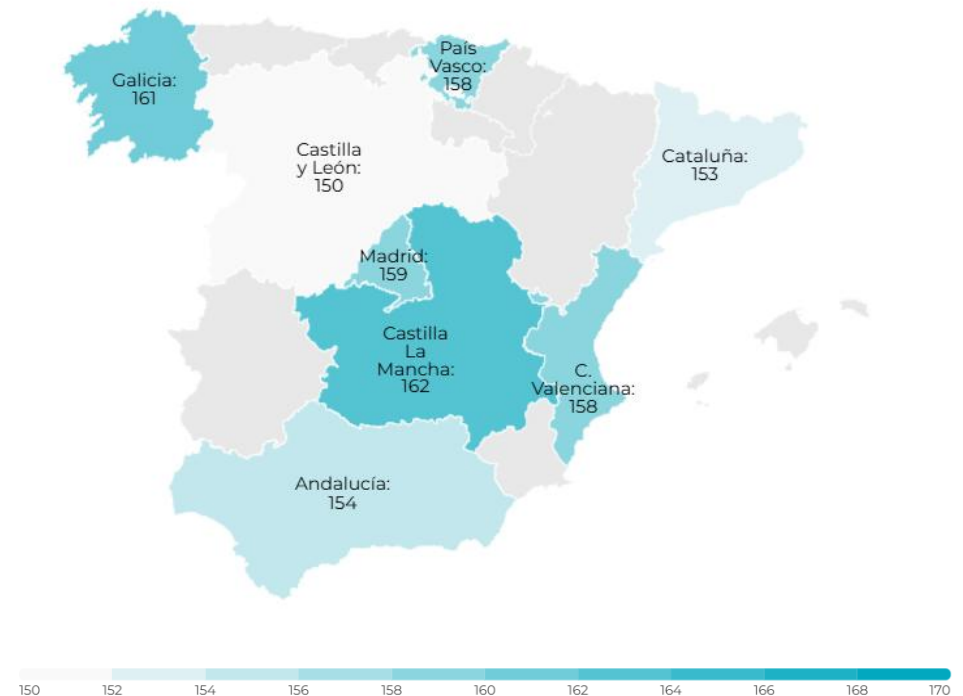 País
Vasco:
158
Galicia:
161
Castilla
y León:
150
Cataluña:
153
Madrid:
159
Castilla
La
Mancha:
162
C.
Valenciana:
158
Andalucía:
154
150 152 154 156 158 160 162 164 166 168 170